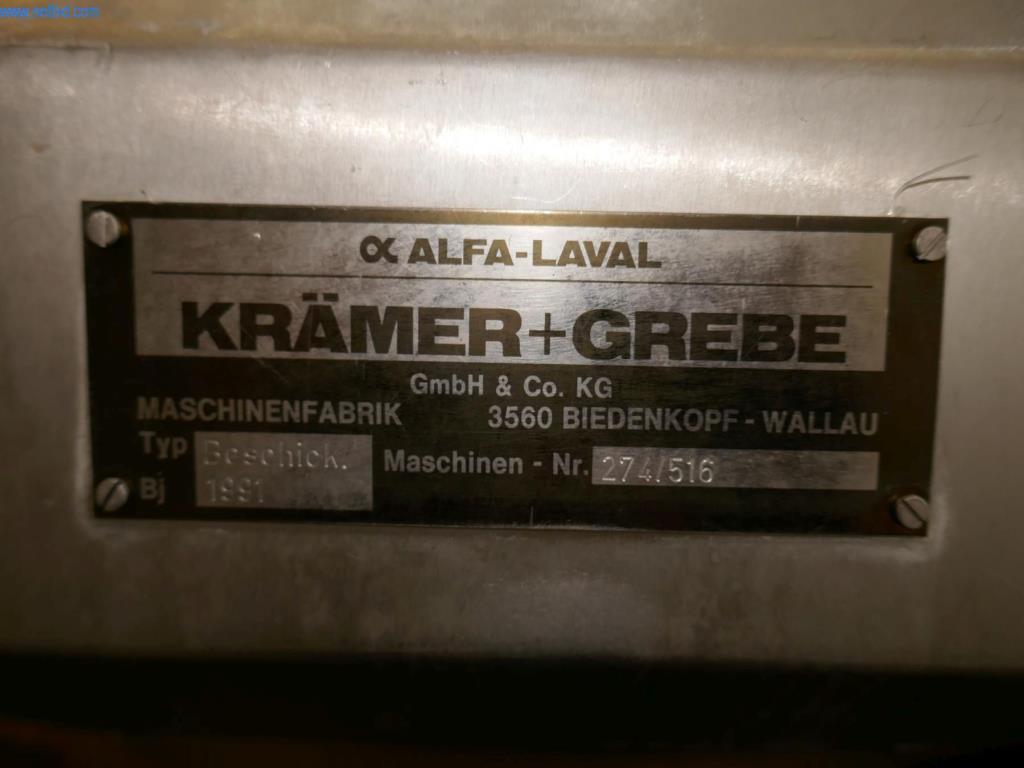 www.netbid.com
α ALFA-LAVAL
KRÄMER+GREBE
GmbH & Co. KG
MASCHINENFABRIK 3560 BIEDENKOPF - WALLAU
Typ Beschick. Maschinen - Nr. 274/516
Bj 1991